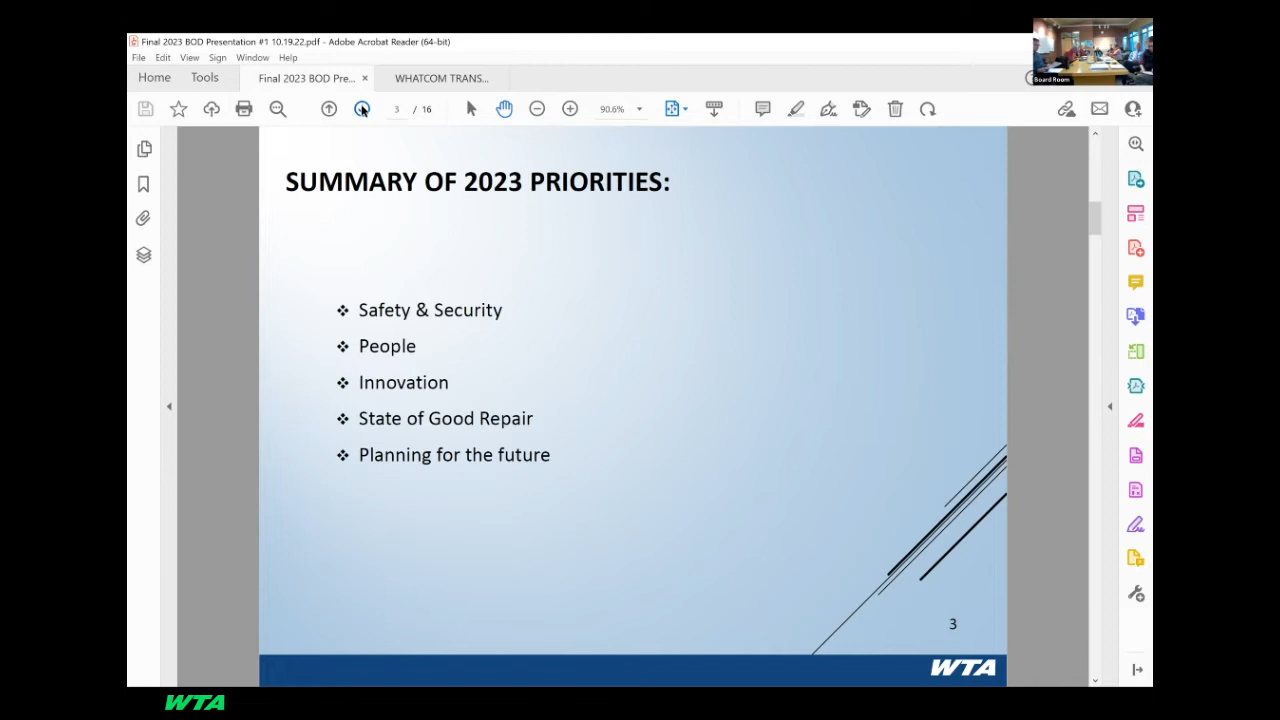 Final 2023 BOD Presentation #1 10.19.22.pdf - Adobe Acrobat Reader (64-bit)
File Edit View Sign Window Help
Home Tools Final 2023 BOD Pre... × WHATCOM TRANS...
3 / 16 90.6%
Board Room
SUMMARY OF 2023 PRIORITIES:
❖ Safety & Security
❖ People
❖ Innovation
❖ State of Good Repair
❖ Planning for the future
3
WTA
WTA